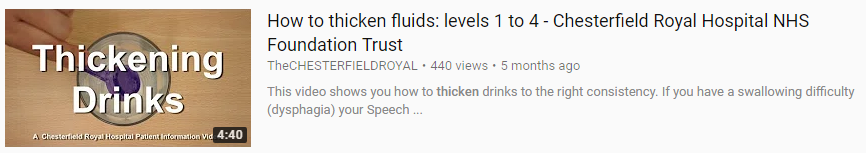 Thickening
Drinks
A Chesterfield Royal Hospital Patient Information
4:40
How to thicken fluids: levels 1 to 4 - Chesterfield Royal Hospital NHS
Foundation Trust
TheCHESTERFIELDROYAL • 440 views • 5 months ago
This video shows you how to thicken drinks to the right consistency. If you have a swallowing difficulty
(dysphagia) your Speech ...